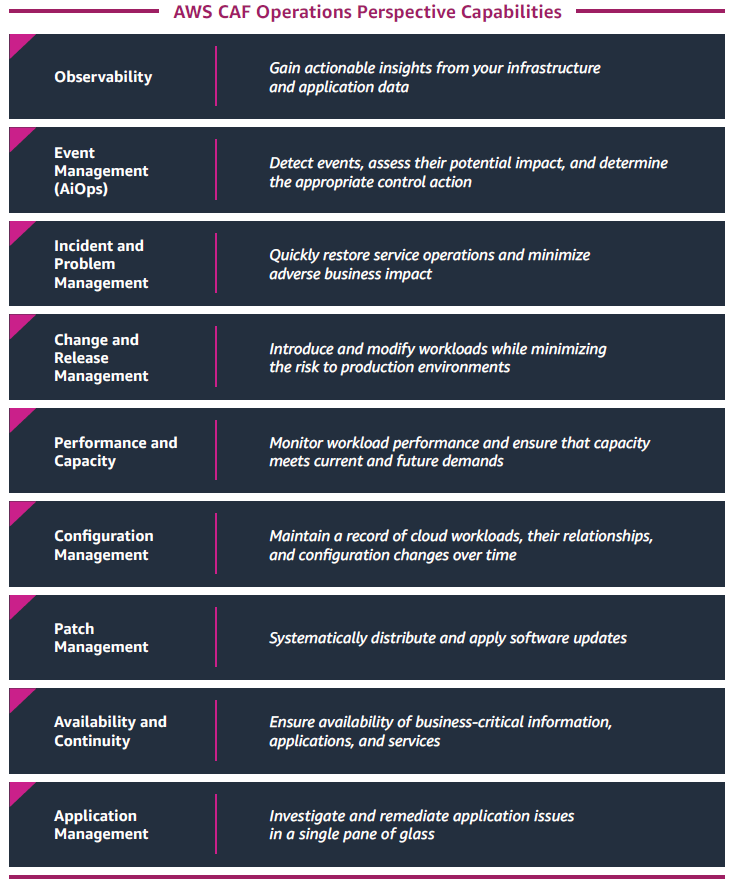 AWS CAF Operations Perspective Capabilities
Observability
Gain actionable insights from your infrastructure
and application data
Event
Management
(AiOps)
Detect events, assess their potential impact, and determine
the appropriate control action
Incident and
Problem
Management
Quickly restore service operations and minimize
adverse business impact
Change and
Release
Management
Introduce and modify workloads while minimizing
the risk to production environments
Performance and
Capacity
Monitor workload performance and ensure that capacity
meets current and future demands
Configuration
Management
Maintain a record of cloud workloads, their relationships,
and configuration changes over time
Patch
Management
Systematically distribute and apply software updates
Availability and
Continuity
Ensure availability of business-critical information,
applications, and services
Application
Management
Investigate and remediate application issues
in a single pane of glass